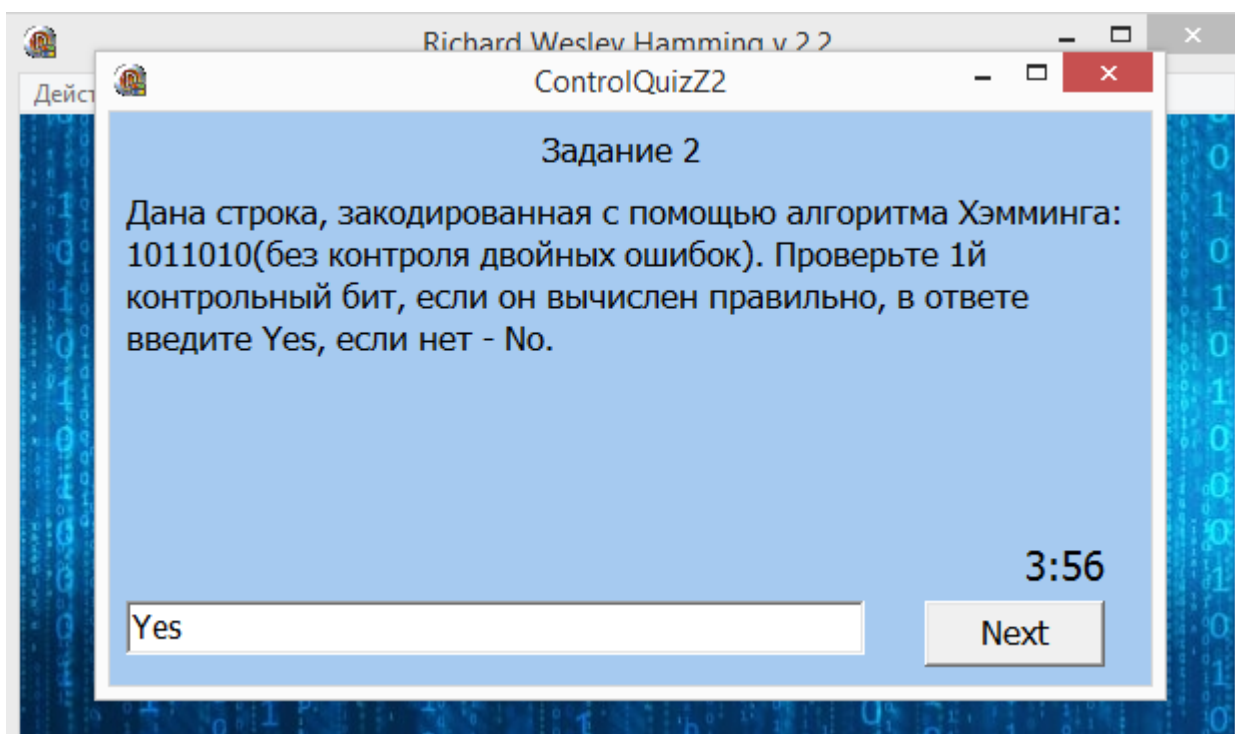 Richard Wesley Hamming v 2.2
Дейст
ControlQuizZ2
Задание 2
Дана строка, закодированная с помощью алгоритма Хэмминга:
1011010(без контроля двойных ошибок). Проверьте 1й
контрольный бит, если он вычислен правильно, в ответе
введите Yes, если нет - No.
3:56
Yes
Next